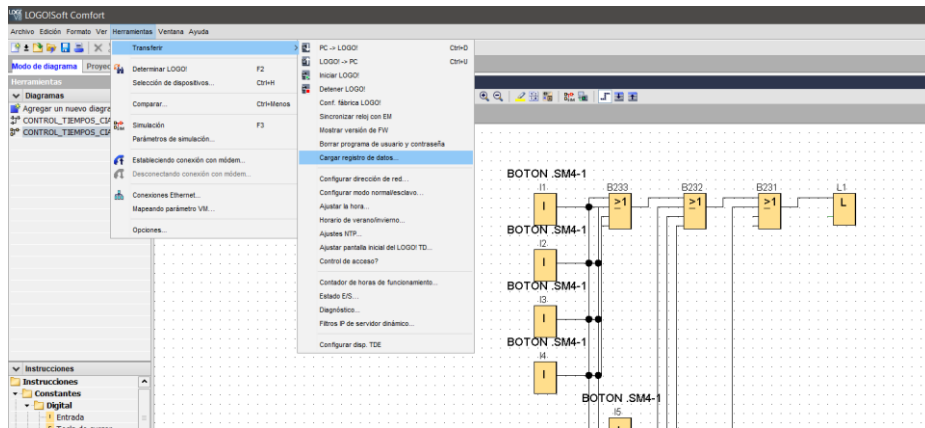 LOGO!Soft Comfort
Archivo Edición Formato Ver Herramientas Ventana Ayuda
Modo de diagrama Proyec
Herramientas
Diagramas
Agregar un nuevo diagra
CONTROL_TIEMPOS_CIA
CONTROL_TIEMPOS_CIA
Transferir
Determinar LOGO! F2
Selección de dispositivos... Ctrl+H
Comparar... Ctrl+Menos
Simulación F3
Parámetros de simulación...
Estableciendo conexión con módem...
Desconectando conexión con módem...
Conexiones Ethernet...
Mapeando parámetro VM...
Opciones...
PC -> LOGO! Ctrl+D
LOGO! -> PC Ctrl+U
Iniciar LOGO!
Detener LOGO!
Conf. fábrica LOGO!
Sincronizar reloj con EM
Mostrar versión de FW
Borrar programa de usuario y contraseña
Cargar registro de datos...
Configurar dirección de red...
Configurar modo normal/esclavo...
Ajustar la hora...
Horario de verano/invierno...
Ajustes NTP...
Ajustar pantalla inicial del LOGO! TD...
Control de acceso?
Contador de horas de funcionamiento...
Estado E/S...
Diagnóstico...
Filtros IP de servidor dinámico...
Configurar disp. TDE
BOTON .SM4-1
I1 B233 B232 B231 L1
I ≥1 ≥1 ≥1 L
BOTON .SM4-1
I2
I
BOTON .SM4-1
I3
I
BOTON .SM4-1
I4
I
BOTON .SM4-1
I5
I
Instrucciones
Instrucciones
Constantes
Digital
I Entrada